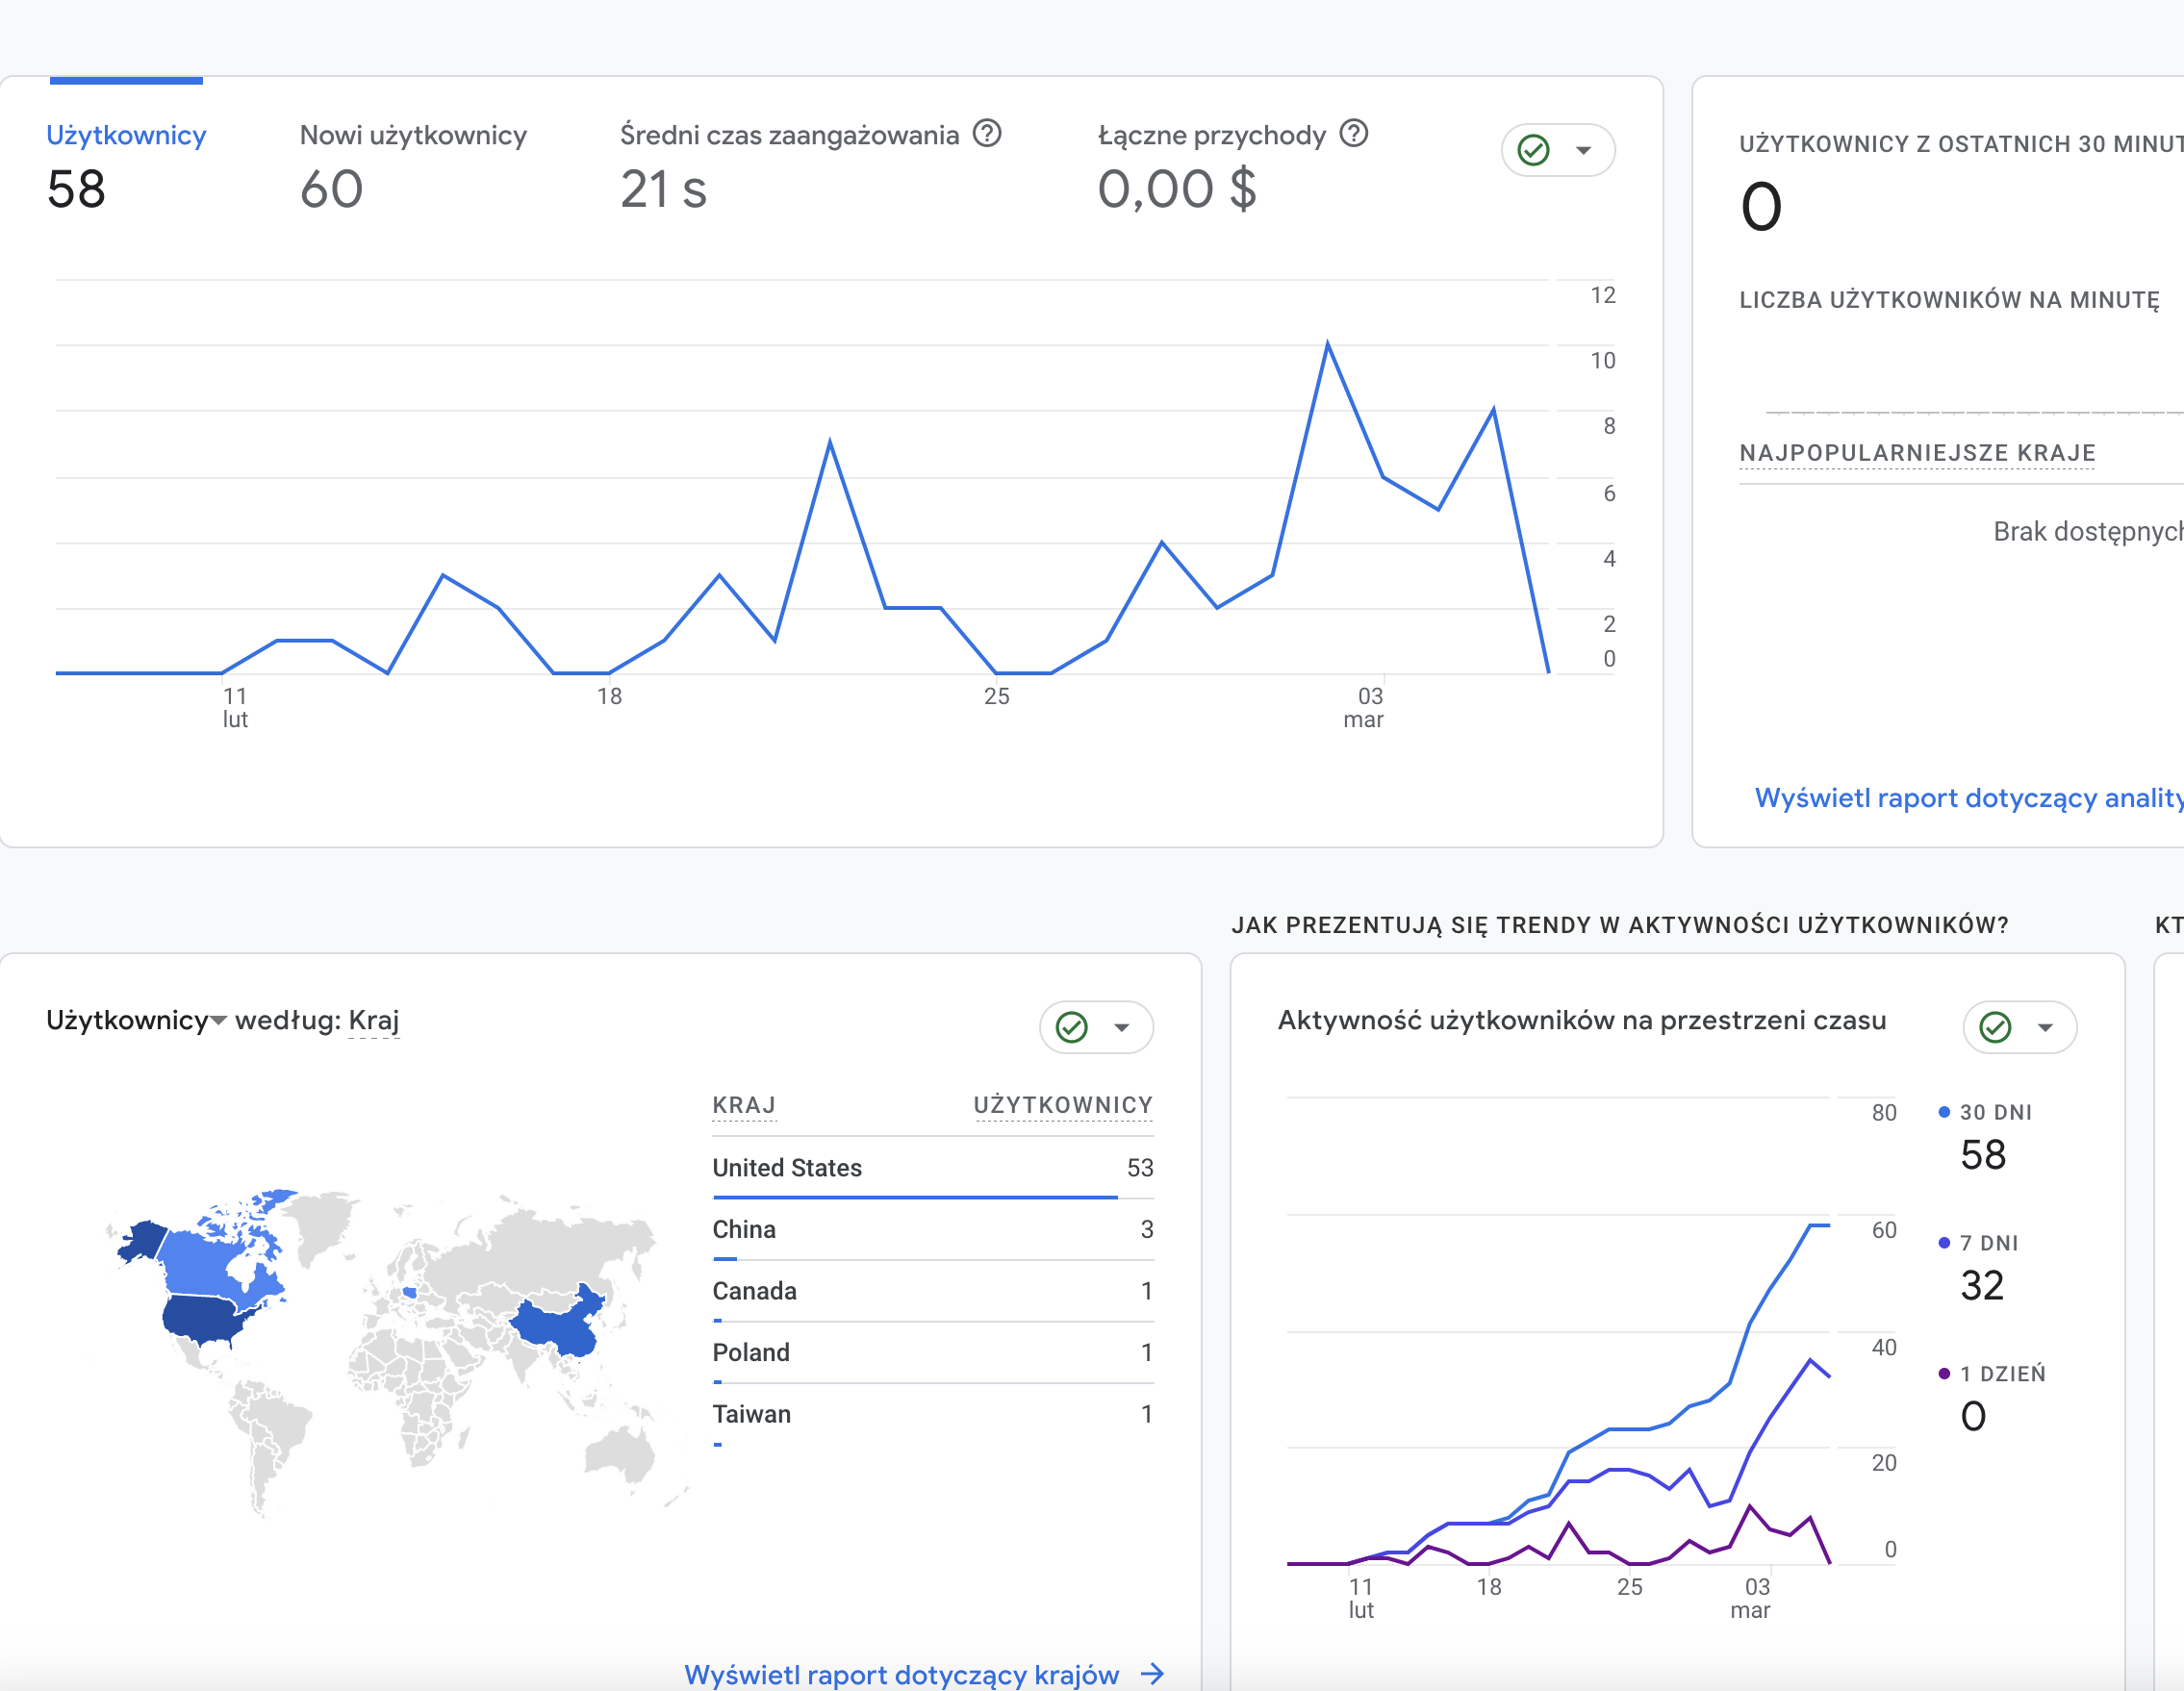 Użytkownicy
58
Nowi użytkownicy
60
Średni czas zaangażowania
21 s
Łączne przychody
0,00 $
12
10
8
6
4
2
0
11
lut
18
25
03
mar
UŻYTKOWNICY Z OSTATNICH 30 MINUT
0
LICZBA UŻYTKOWNIKÓW NA MINUTĘ
NAJPOPULARNIEJSZE KRAJE
Brak dostępnych
Wyświetl raport dotyczący anality
Użytkownicy według: Kraj
KRAJ UŻYTKOWNICY
United States 53
China 3
Canada 1
Poland 1
Taiwan 1
Wyświetl raport dotyczący krajów
JAK PREZENTUJĄ SIĘ TRENDY W AKTYWNOŚCI UŻYTKOWNIKÓW?
Aktywność użytkowników na przestrzeni czasu
80
60
40
20
0
11
lut
18
25
03
mar
30 DNI
58
7 DNI
32
1 DZIEŃ
0
KT